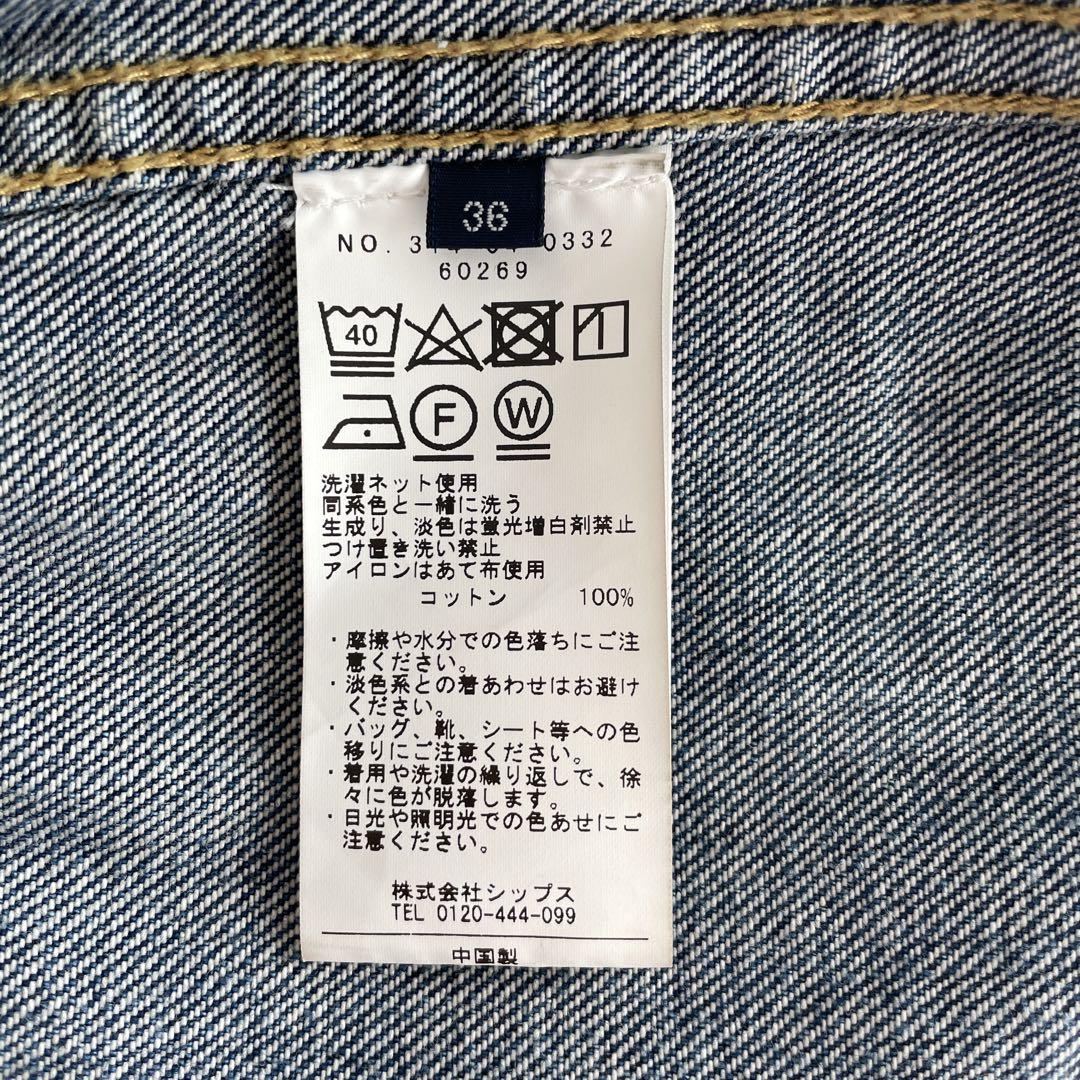 36
NO. 0332
60269
40
F
W
洗濯ネット使用
同系色と一緒に洗う
生成り、淡色は蛍光増白剤禁止
つけ置き洗い禁止
アイロンはあて布使用
コットン 100%
・摩擦や水分での色落ちにご注
意ください。
・淡色系との着あわせはお避け
ください。
・バッグ、靴、シート等への色
移りにご注意ください。
・着用や洗濯の繰り返しで、徐
々に色が脱落します。
・日光や照明光での色あせにご
注意ください。
株式会社シップス
TEL 0120-444-099
中国製